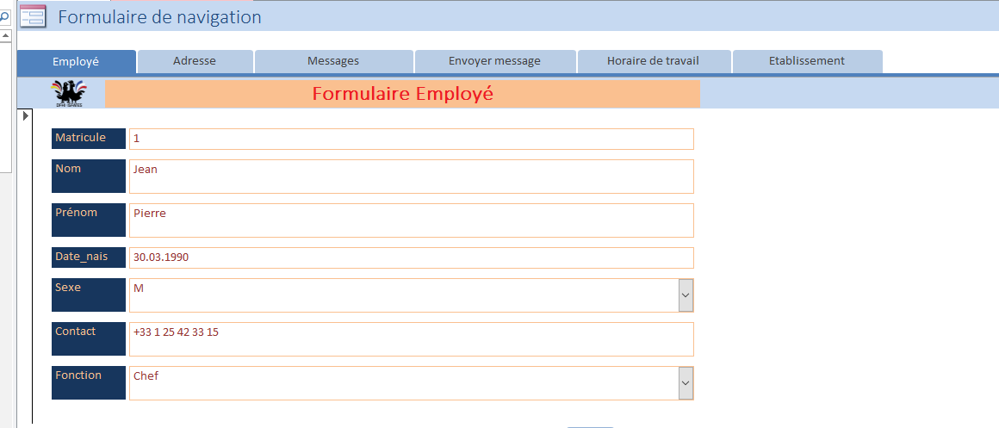 Formulaire de navigation
Employé Adresse Messages Envoyer message Horaire de travail Etablissement
Formulaire Employé
Matricule 1
Nom Jean
Prénom Pierre
Date_nais 30.03.1990
Sexe M
Contact +33 1 25 42 33 15
Fonction Chef